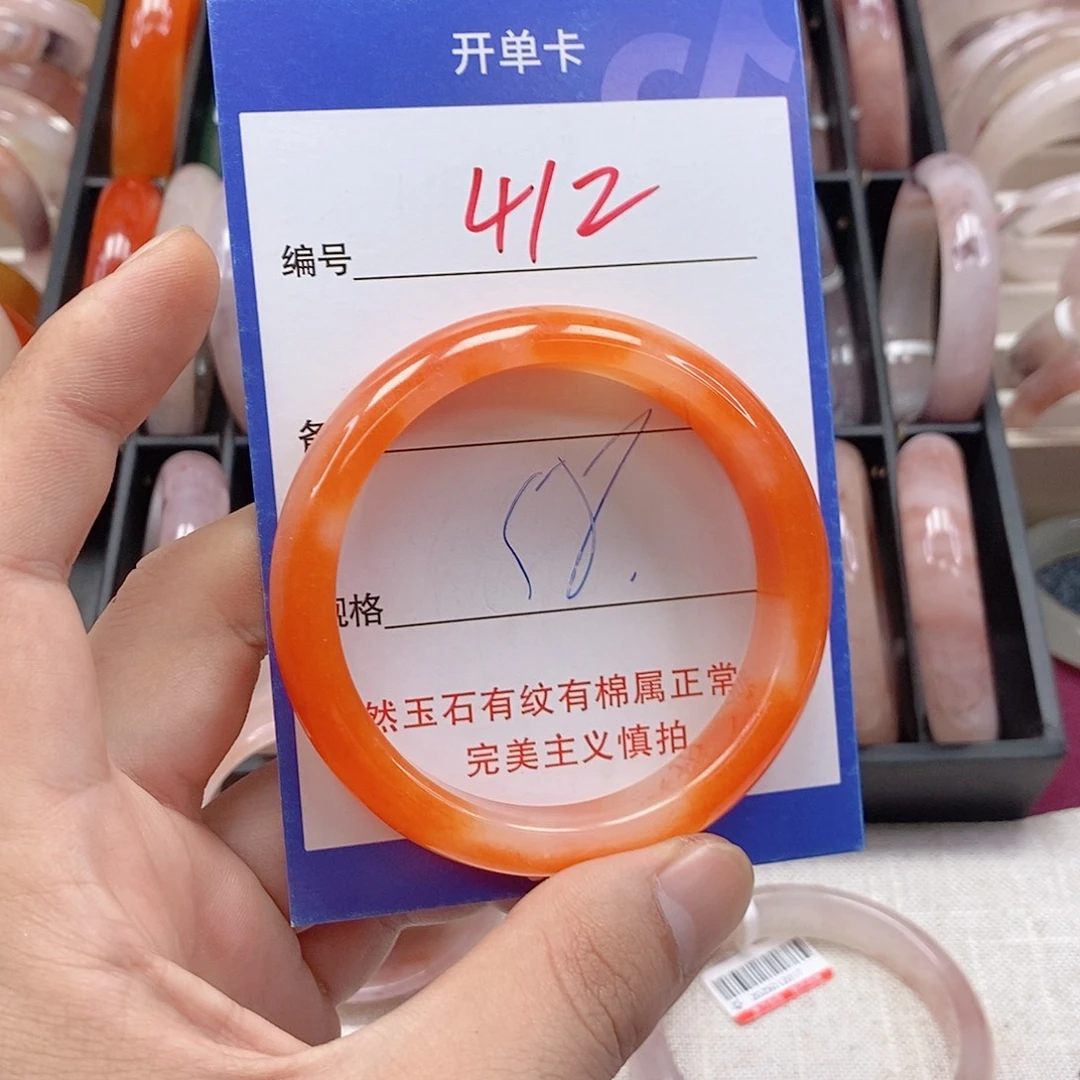 开单卡
编号 412
备
规格 58.
然玉石有纹有棉属正常
完美主义慎拍